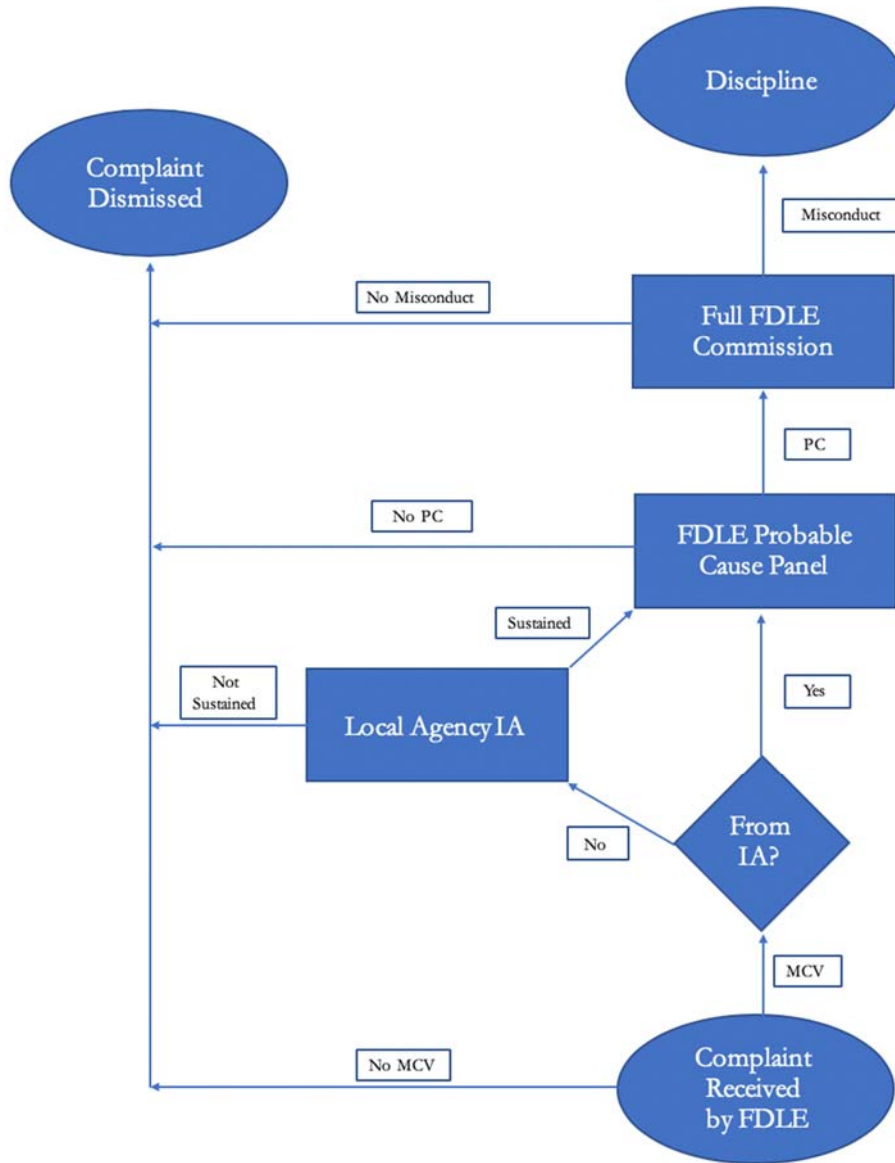 Discipline
Complaint
Dismissed
Misconduct
No Misconduct
Full FDLE
Commission
PC
No PC
FDLE Probable
Cause Panel
Sustained
Not
Sustained
Local Agency IA
Yes
From
IA?
No
MCV
No MCV
Complaint
Received
by FDLE